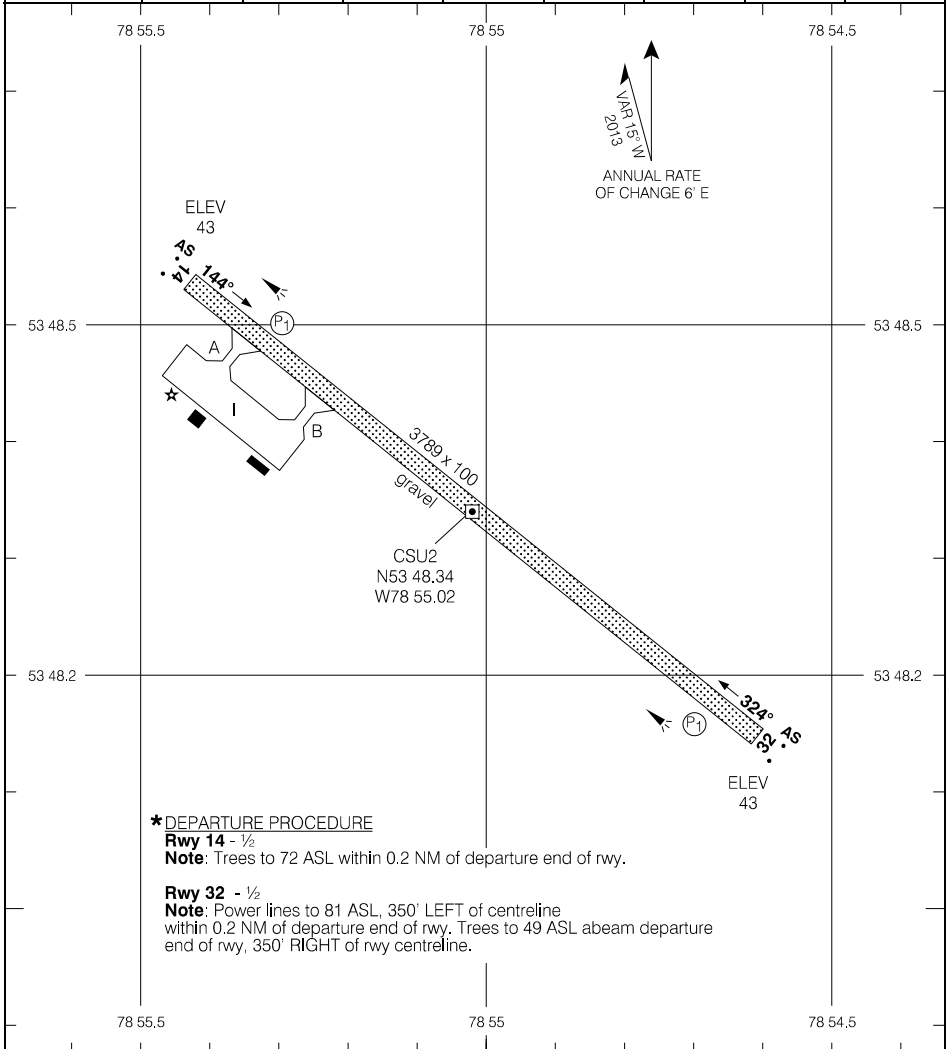 78 55.5
78 55
78 54.5
VAR 15° W
2013
ANNUAL RATE
OF CHANGE 6' E
ELEV
43
AS
14
144°
P1
53 48.5
53 48.5
A
I
B
3789 x 100
gravel
CSU2
N53 48.34
W78 55.02
53 48.2
53 48.2
324°
AS
32
P1
ELEV
43
*DEPARTURE PROCEDURE
Rwy 14 - ½
Note: Trees to 72 ASL within 0.2 NM of departure end of rwy.
Rwy 32 - ½
Note: Power lines to 81 ASL, 350' LEFT of centreline
within 0.2 NM of departure end of rwy. Trees to 49 ASL abeam departure
end of rwy, 350' RIGHT of rwy centreline.
78 55.5
78 55
78 54.5